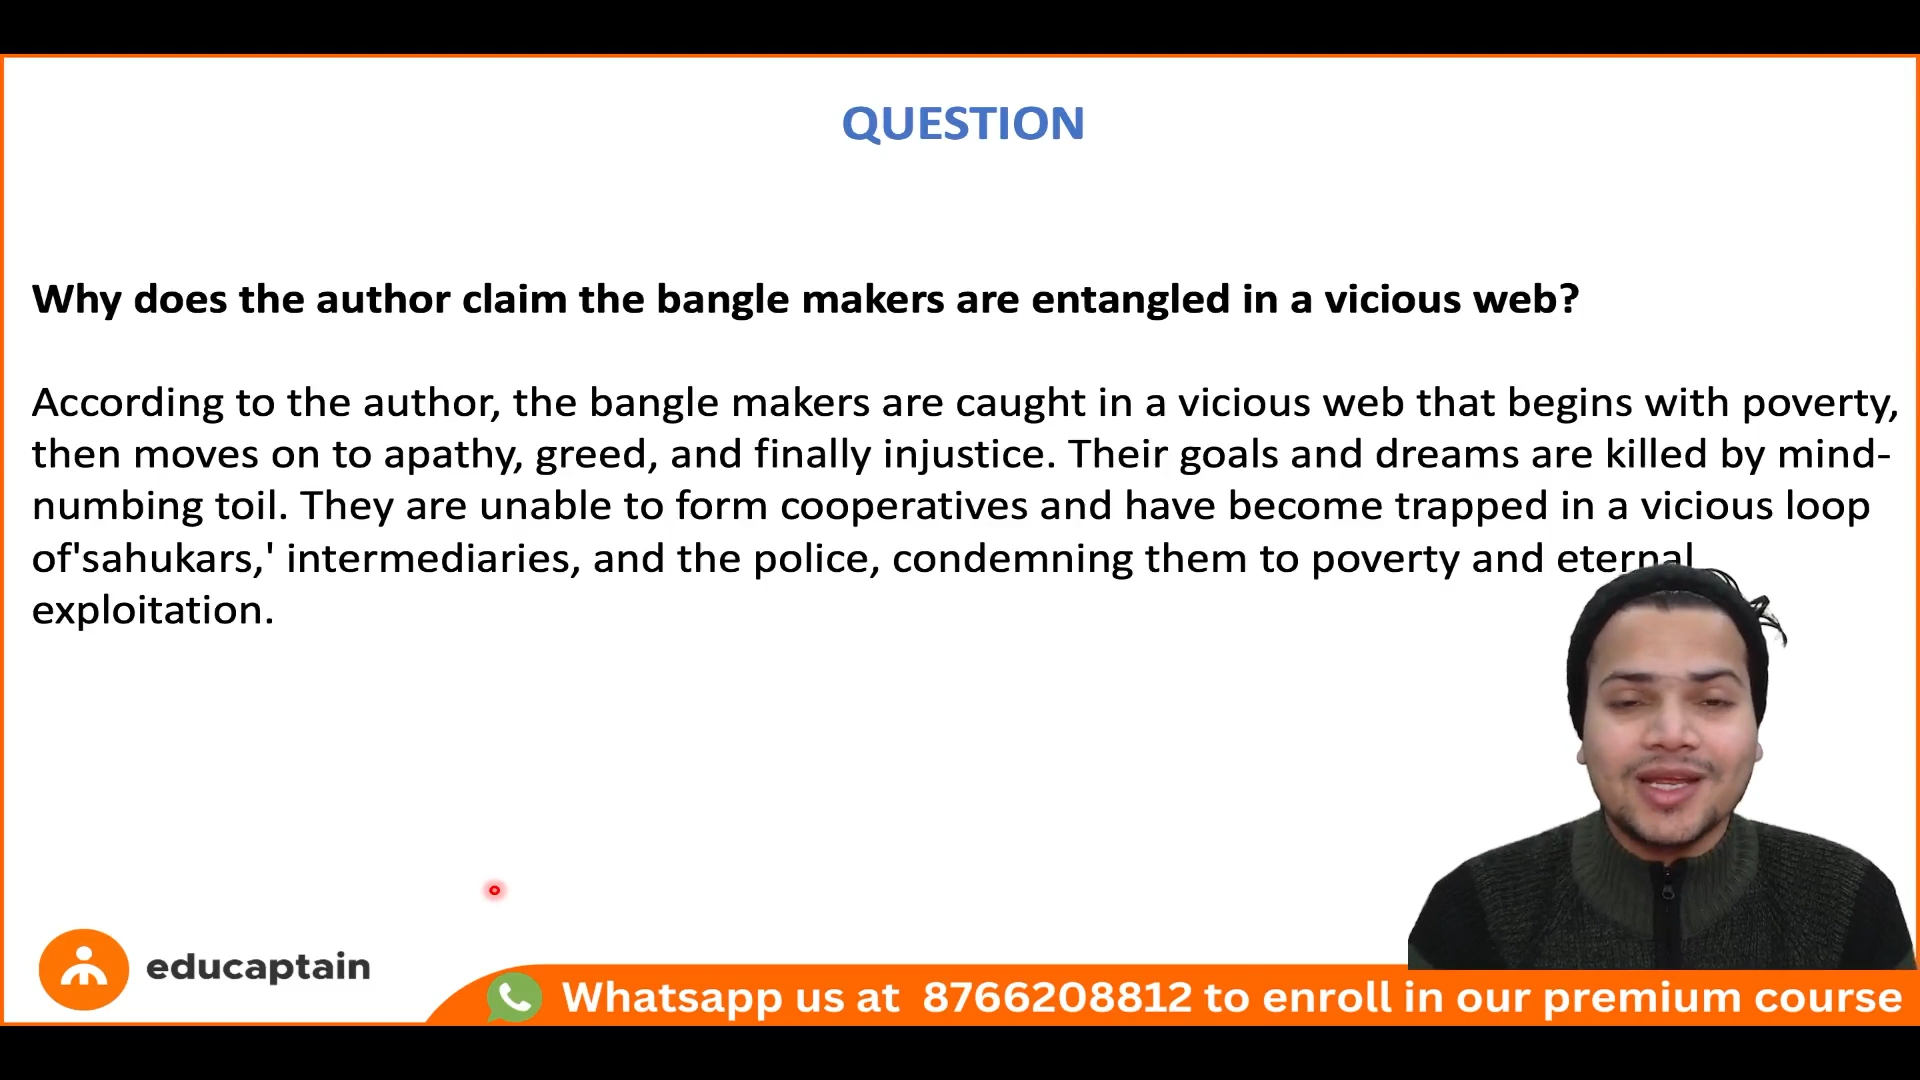 QUESTION
Why does the author claim the bangle makers are entangled in a vicious web?
According to the author, the bangle makers are caught in a vicious web that begins with poverty,
then moves on to apathy, greed, and finally injustice. Their goals and dreams are killed by mind-
numbing toil. They are unable to form cooperatives and have become trapped in a vicious loop
of'sahukars,' intermediaries, and the police, condemning them to poverty and eternal
exploitation.
educaptain
Whatsapp us at 8766208812 to enroll in our premium course